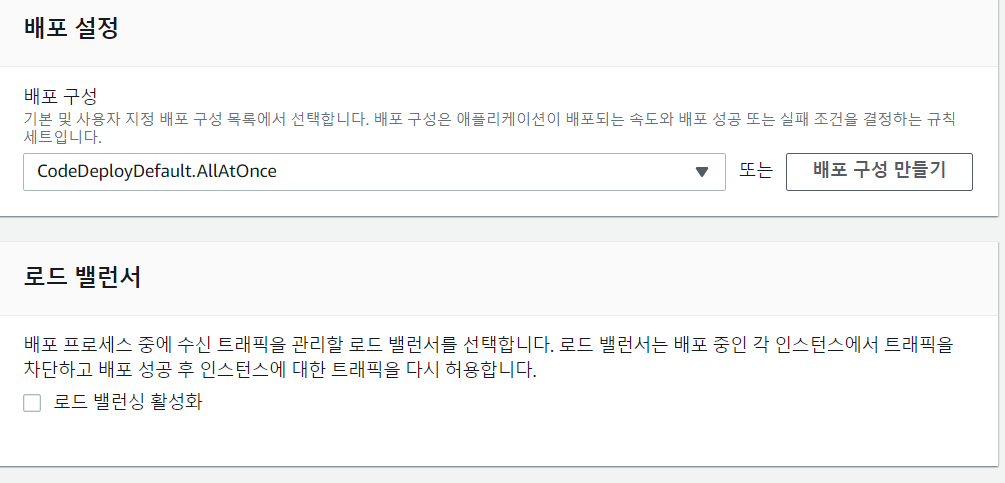 배포 설정
배포 구성
기본 및 사용자 지정 배포 구성 목록에서 선택합니다. 배포 구성은 애플리케이션이 배포되는 속도와 배포 성공 또는 실패 조건을 결정하는 규칙
세트입니다.
CodeDeployDefault.AllAtOnce 또는 배포 구성 만들기
로드 밸런서
배포 프로세스 중에 수신 트래픽을 관리할 로드 밸런서를 선택합니다. 로드 밸런서는 배포 중인 각 인스턴스에서 트래픽을
차단하고 배포 성공 후 인스턴스에 대한 트래픽을 다시 허용합니다.
로드 밸런싱 활성화